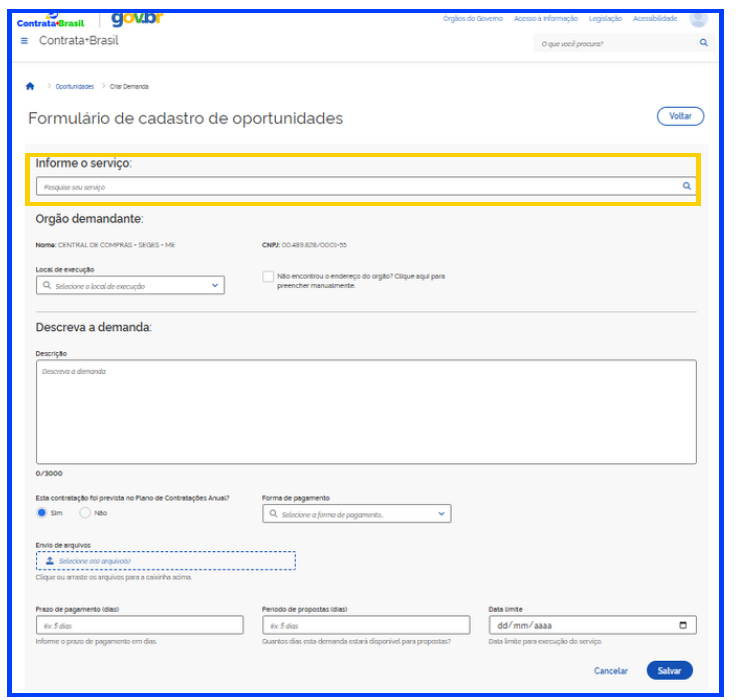 Contrata+Brasil
gov.br
Órgãos do Governo Acesso à Informação Legislação Acessibilidade
Contrata+Brasil
O que você procura?
Oportunidades > Criar Demanda
Formulário de cadastro de oportunidades
Voltar
Informe o serviço:
Pesquise seu serviço
Orgão demandante:
Nome: CENTRAL DE COMPRAS - SEGES - ME CNPJ: 00.489.828/0001-55
Local de execução
Selecione o local de execução
Não encontrou o endereço do orgão? Clique aqui para
preencher manualmente.
Descreva a demanda:
Descrição
Descreva a demanda
0/3000
Esta contratação foi prevista no Plano de Contratações Anual? Forma de pagamento
Sim Não Selecione a forma de pagamento..
Envio de arquivos
Selecione o(s) arquivo(s)
Clique ou arraste os arquivos para a caixinha acima.
Prazo de pagamento (dias) Período de propostas (dias) Data limite
Ex: 5 dias Ex: 5 dias dd/mm/aaaa
Informe o prazo de pagamento em dias. Quantos dias esta demanda estará disponível para propostas? Data limite para execução do serviço.
Cancelar Salvar